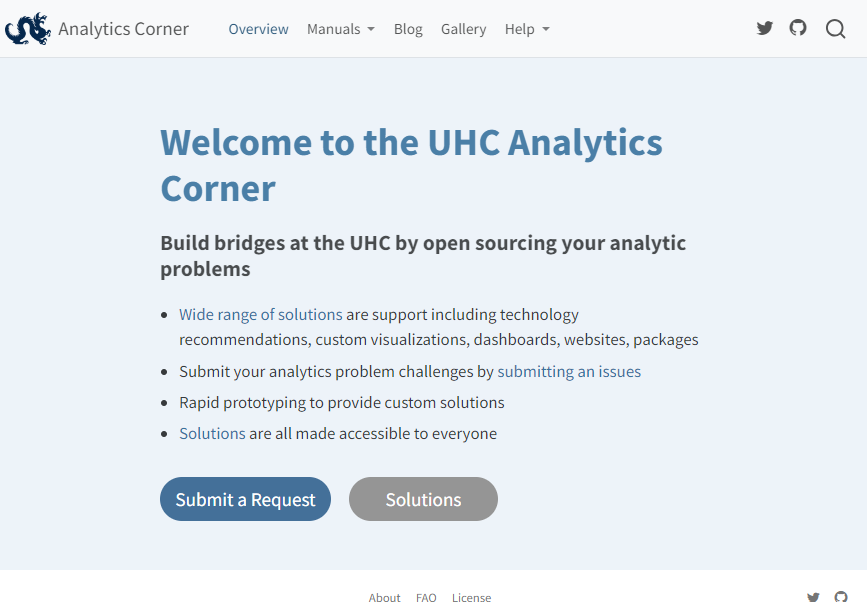 Analytics Corner
Overview
Manuals
Blog
Gallery
Help
Welcome to the UHC Analytics
Corner
Build bridges at the UHC by open sourcing your analytic
problems
Wide range of solutions are support including technology
recommendations, custom visualizations, dashboards, websites, packages
Submit your analytics problem challenges by submitting an issues
Rapid prototyping to provide custom solutions
Solutions are all made accessible to everyone
Submit a Request
Solutions
About
FAQ
License